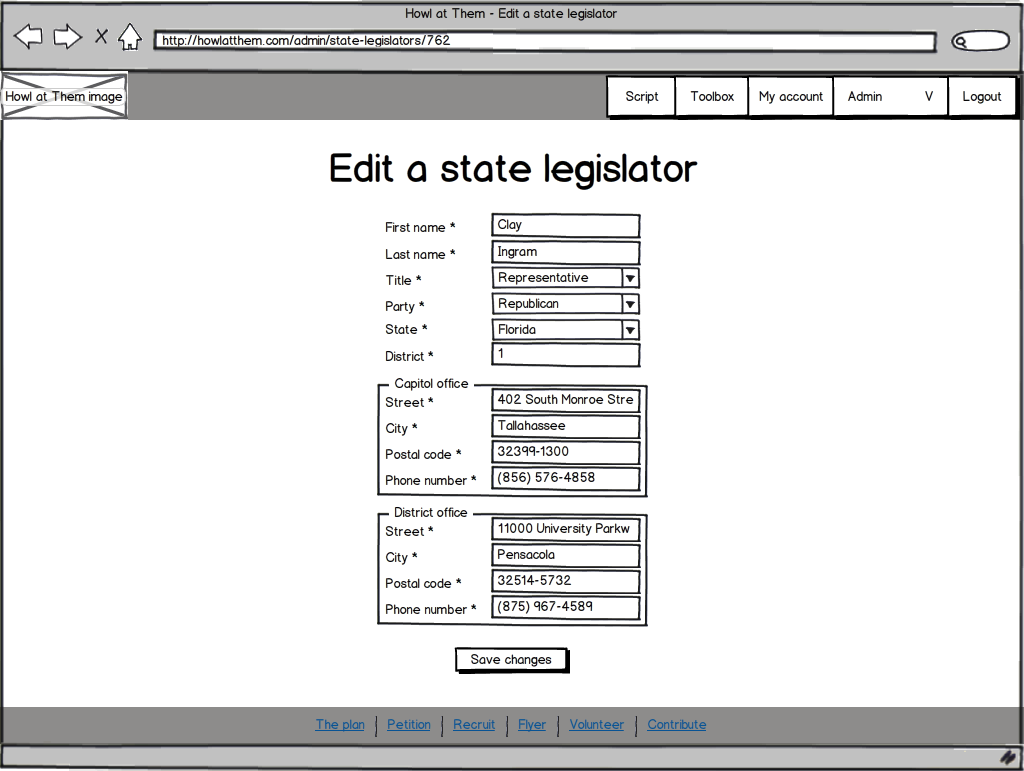 Howl at Them - Edit a state legislator
X http://howlatthem.com/admin/state-legislators/762
Howl at Them image Script Toolbox My account Admin V Logout
Edit a state legislator
First name * Clay
Last name * Ingram
Title * Representative
Party * Republican
State * Florida
District * 1
Capitol office
Street * 402 South Monroe Stre
City * Tallahassee
Postal code * 32399-1300
Phone number * (856) 576-4858
District office
Street * 11000 University Parkw
City * Pensacola
Postal code * 32514-5732
Phone number * (875) 967-4589
Save changes
The plan | Petition | Recruit | Flyer | Volunteer | Contribute